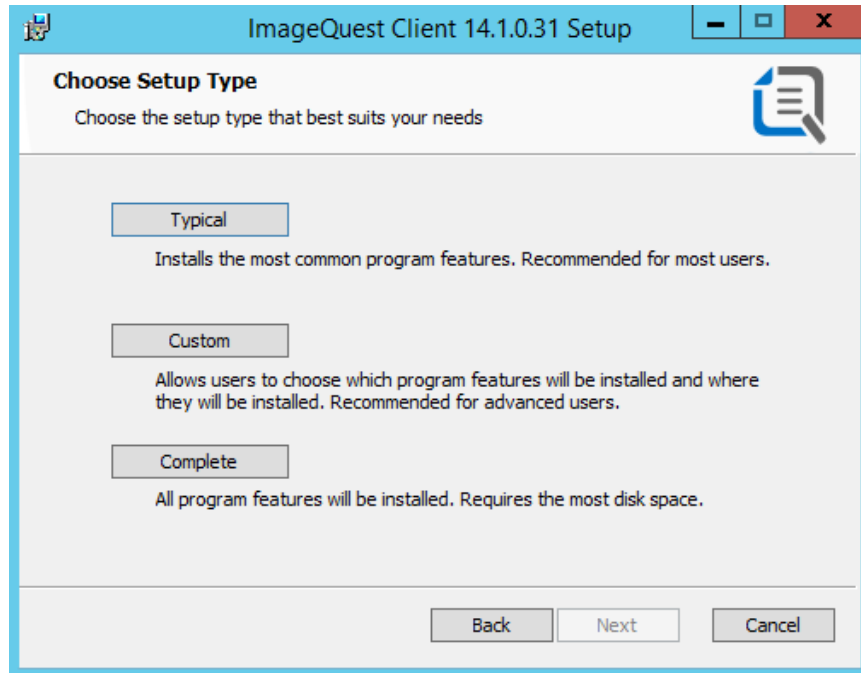 ImageQuest Client 14.1.0.31 Setup
Choose Setup Type
Choose the setup type that best suits your needs
Typical
Installs the most common program features. Recommended for most users.
Custom
Allows users to choose which program features will be installed and where
they will be installed. Recommended for advanced users.
Complete
All program features will be installed. Requires the most disk space.
Back
Next
Cancel